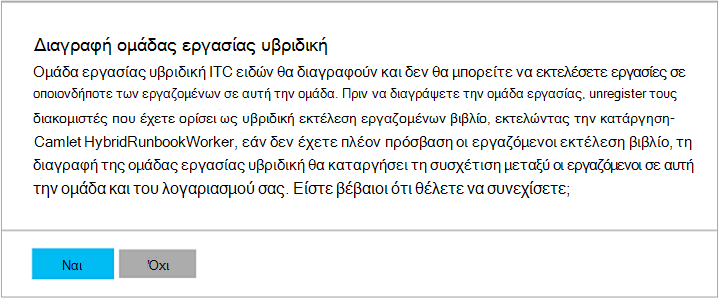 Διαγραφή ομάδας εργασίας υβριδική
Ομάδα εργασίας υβριδική ITC ειδών θα διαγραφούν και δεν θα μπορείτε να εκτελέσετε εργασίες σε
οποιονδήποτε των εργαζομένων σε αυτή την ομάδα. Πριν να διαγράψετε την ομάδα εργασίας, unregister τους
διακομιστές που έχετε ορίσει ως υβριδική εκτέλεση εργαζομένων βιβλίο, εκτελώντας την κατάργηση-
Camlet HybridRunbookWorker, εάν δεν έχετε πλέον πρόσβαση οι εργαζόμενοι εκτέλεση βιβλίο, τη
διαγραφή της ομάδας εργασίας υβριδική θα καταργήσει τη συσχέτιση μεταξύ οι εργαζόμενοι σε αυτή
την ομάδα και του λογαριασμού σας. Είστε βέβαιοι ότι θέλετε να συνεχίσετε;
Ναι Όχι